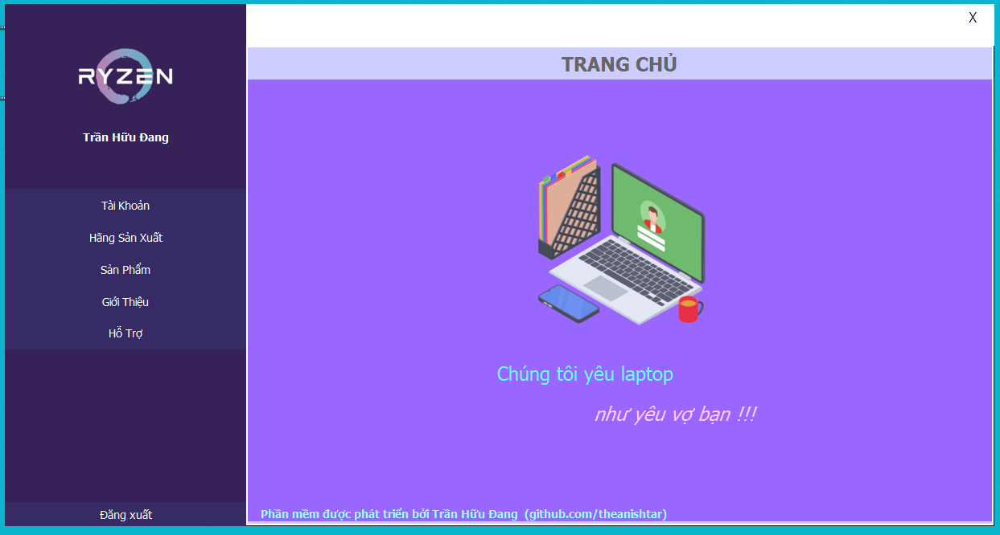 X
RYZEN
Trần Hữu Đang
Tài Khoản
Hãng Sản Xuất
Sản Phẩm
Giới Thiệu
Hỗ Trợ
Đăng xuất
TRANG CHỦ
Chúng tôi yêu laptop
như yêu vợ bạn !!!
Phần mềm được phát triển bởi Trần Hữu Đang (github.com/theanishtar)